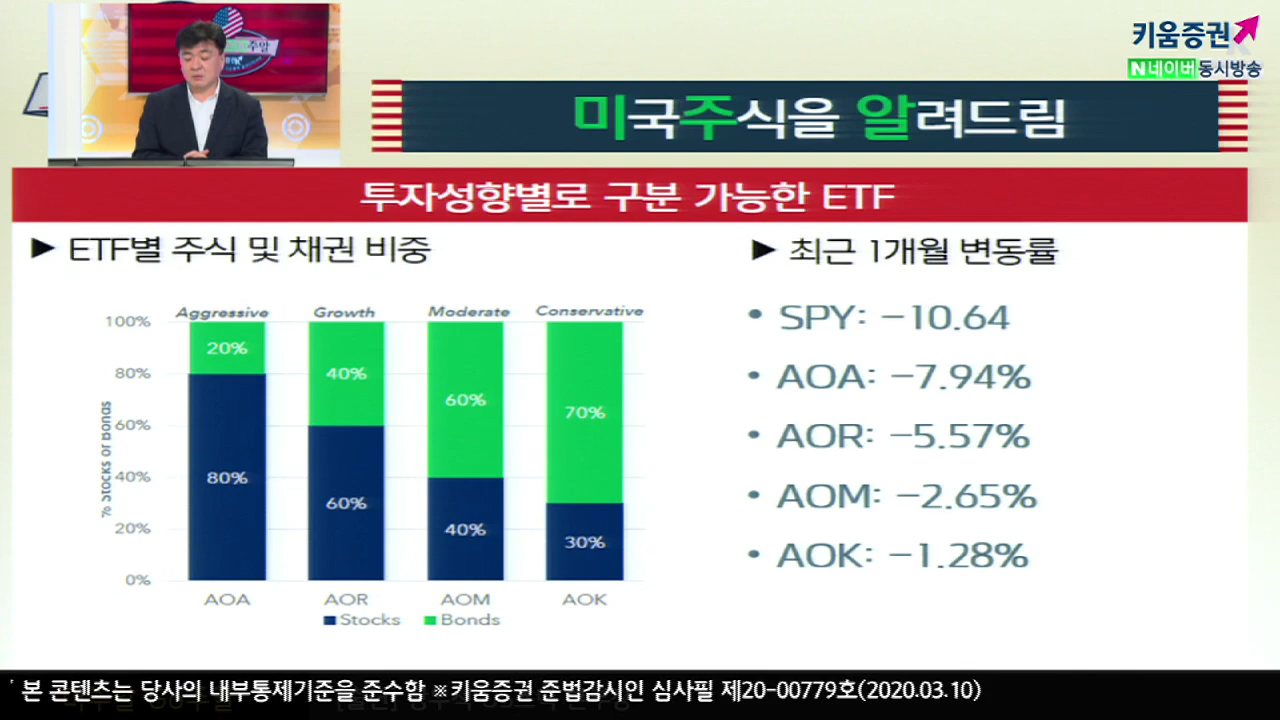 주알
키움증권
N 네이버 동시방송
미국주식을 알려드림
투자성향별로 구분 가능한 ETF
▶ ETF별 주식 및 채권 비중
Aggressive Growth Moderate Conservative
100%
80%
60%
40%
20%
0%
% Stocks or Bonds
20% 40% 60% 70%
80% 60% 40% 30%
AOA AOR AOM AOK
Stocks Bonds
▶ 최근 1개월 변동률
• SPY: -10.64
• AOA: -7.94%
• AOR: -5.57%
• AOM: -2.65%
• AOK: -1.28%
본 콘텐츠는 당사의 내부통제기준을 준수함 ※키움증권 준법감시인 심사필 제20-00779호(2020.03.10)